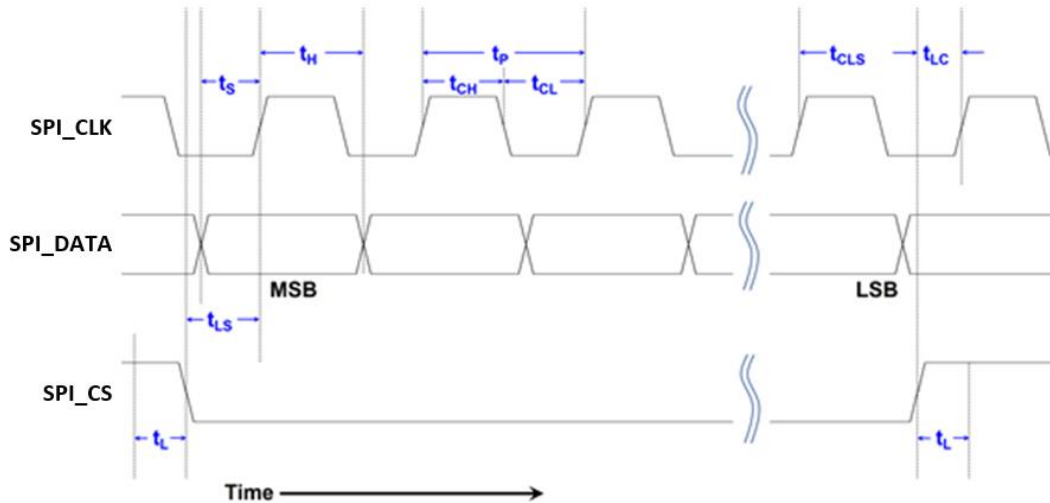 tH
tP
tCLS
tLC
tS
tCH
tCL
SPI_CLK
SPI_DATA
MSB
LSB
tLS
SPI_CS
tL
tL
Time